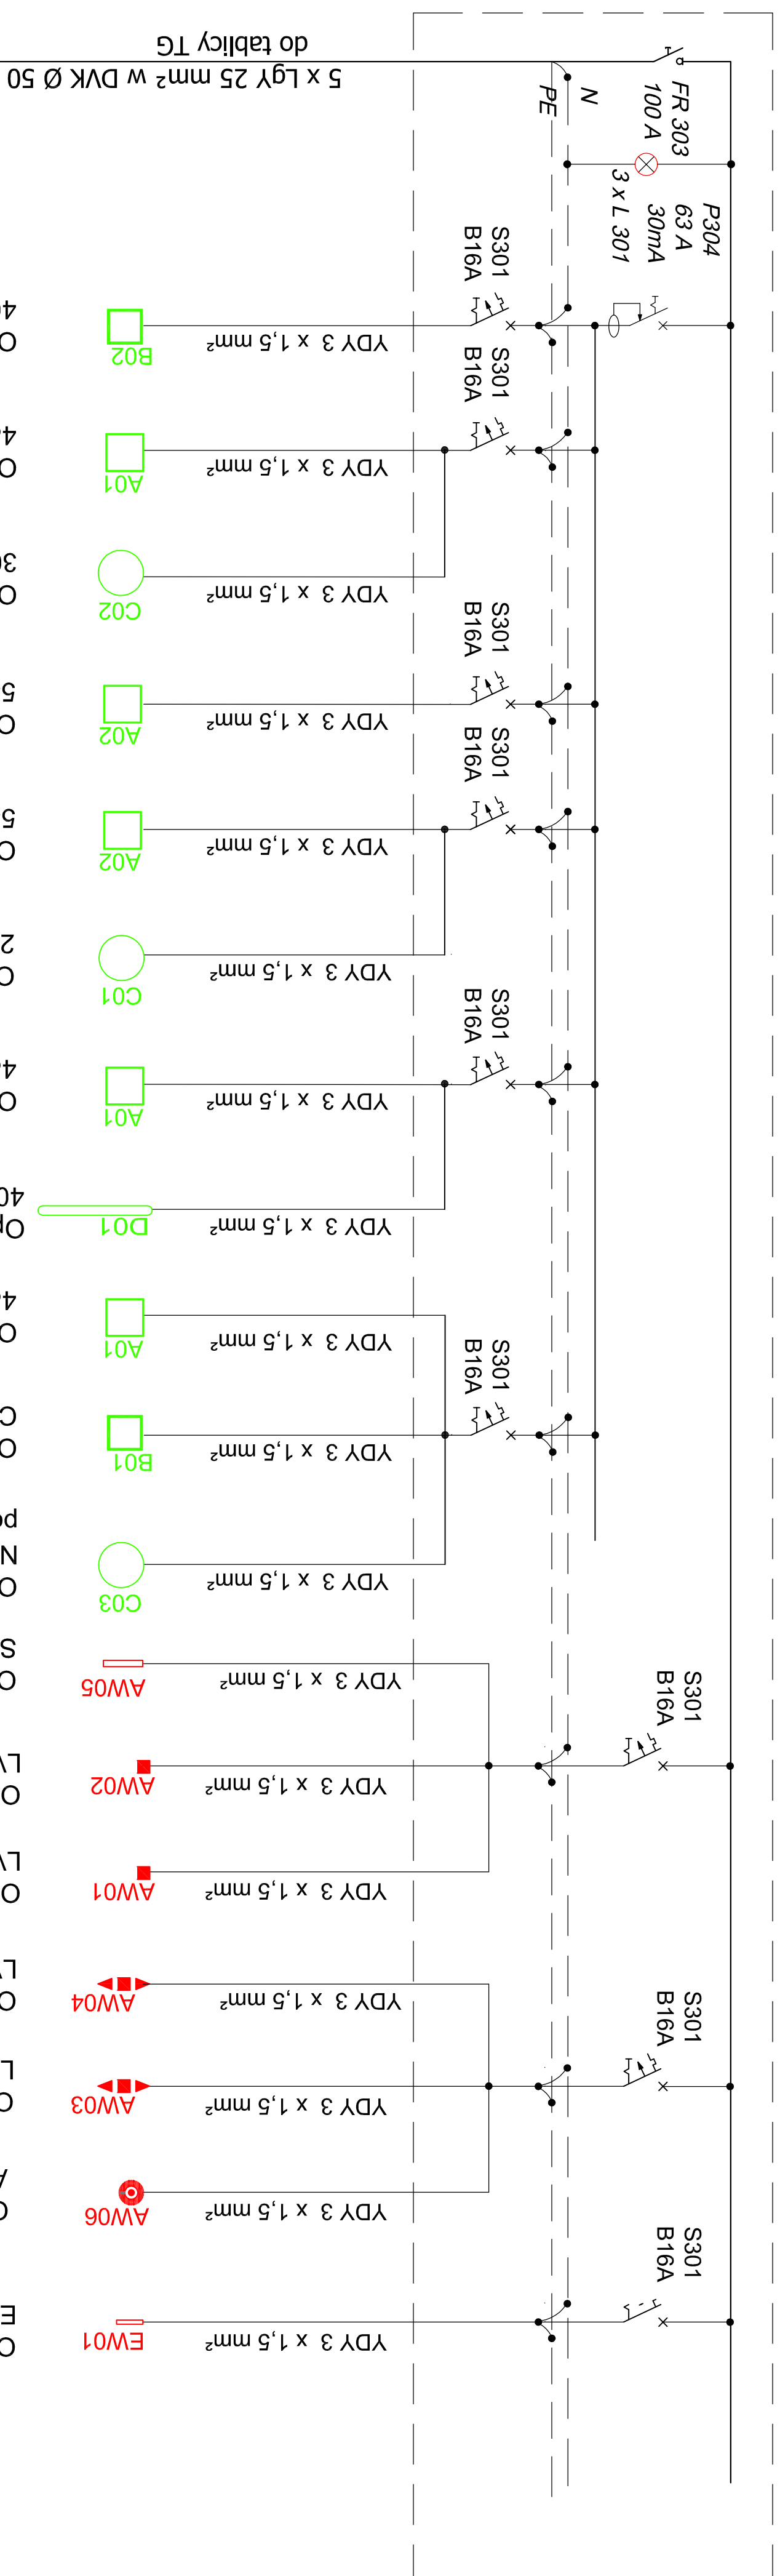 5 x LgY 25 mm² w DVK Ø 50
do tablicy TG
N
PE
FR 303
100 A
3 x L 301
P304
63 A
30mA
S301
B16A
YDY 3 x 1,5 mm²
B02
S301
B16A
YDY 3 x 1,5 mm²
A01
YDY 3 x 1,5 mm²
C02
S301
B16A
YDY 3 x 1,5 mm²
A02
S301
B16A
YDY 3 x 1,5 mm²
A02
YDY 3 x 1,5 mm²
C01
S301
B16A
YDY 3 x 1,5 mm²
A01
YDY 3 x 1,5 mm²
D01
YDY 3 x 1,5 mm²
A01
S301
B16A
YDY 3 x 1,5 mm²
B01
YDY 3 x 1,5 mm²
C03
YDY 3 x 1,5 mm²
AW05
S301
B16A
YDY 3 x 1,5 mm²
AW02
YDY 3 x 1,5 mm²
AW01
YDY 3 x 1,5 mm²
AW04
S301
B16A
YDY 3 x 1,5 mm²
AW03
YDY 3 x 1,5 mm²
AW06
S301
B16A
YDY 3 x 1,5 mm²
EW01